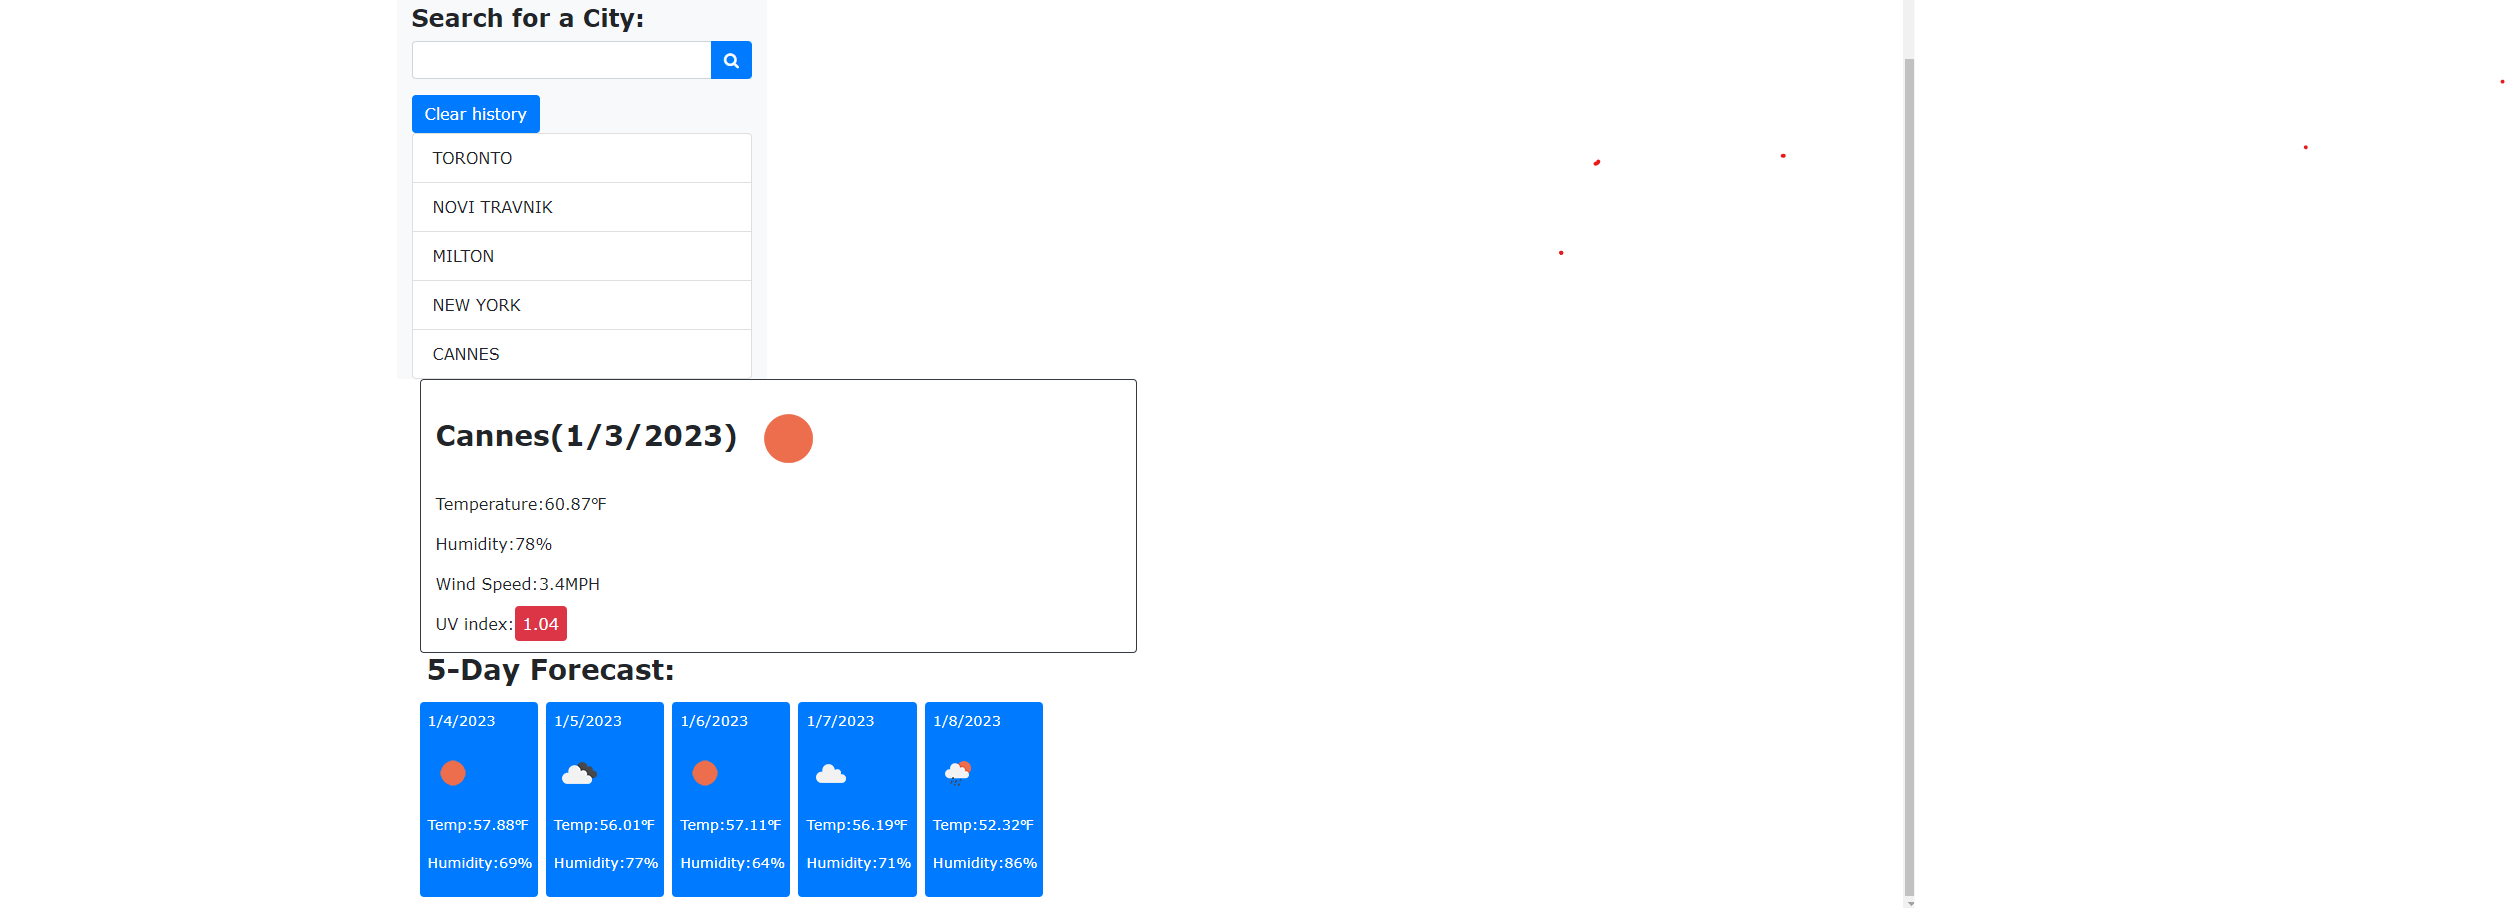 Search for a City:
Clear history
TORONTO
NOVI TRAVNIK
MILTON
NEW YORK
CANNES
Cannes(1/3/2023)
Temperature:60.87°F
Humidity:78%
Wind Speed:3.4MPH
UV index: 1.04
5-Day Forecast:
1/4/2023 1/5/2023 1/6/2023 1/7/2023 1/8/2023
Temp:57.88°F Temp:56.01°F Temp:57.11°F Temp:56.19°F Temp:52.32°F
Humidity:69% Humidity:77% Humidity:64% Humidity:71% Humidity:86%